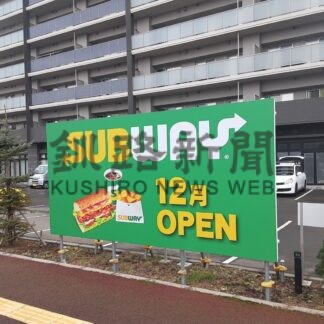 SUBWAY
釧路新聞
KUSHIRO NEWS WEB
12月
OPEN
SUBWAY